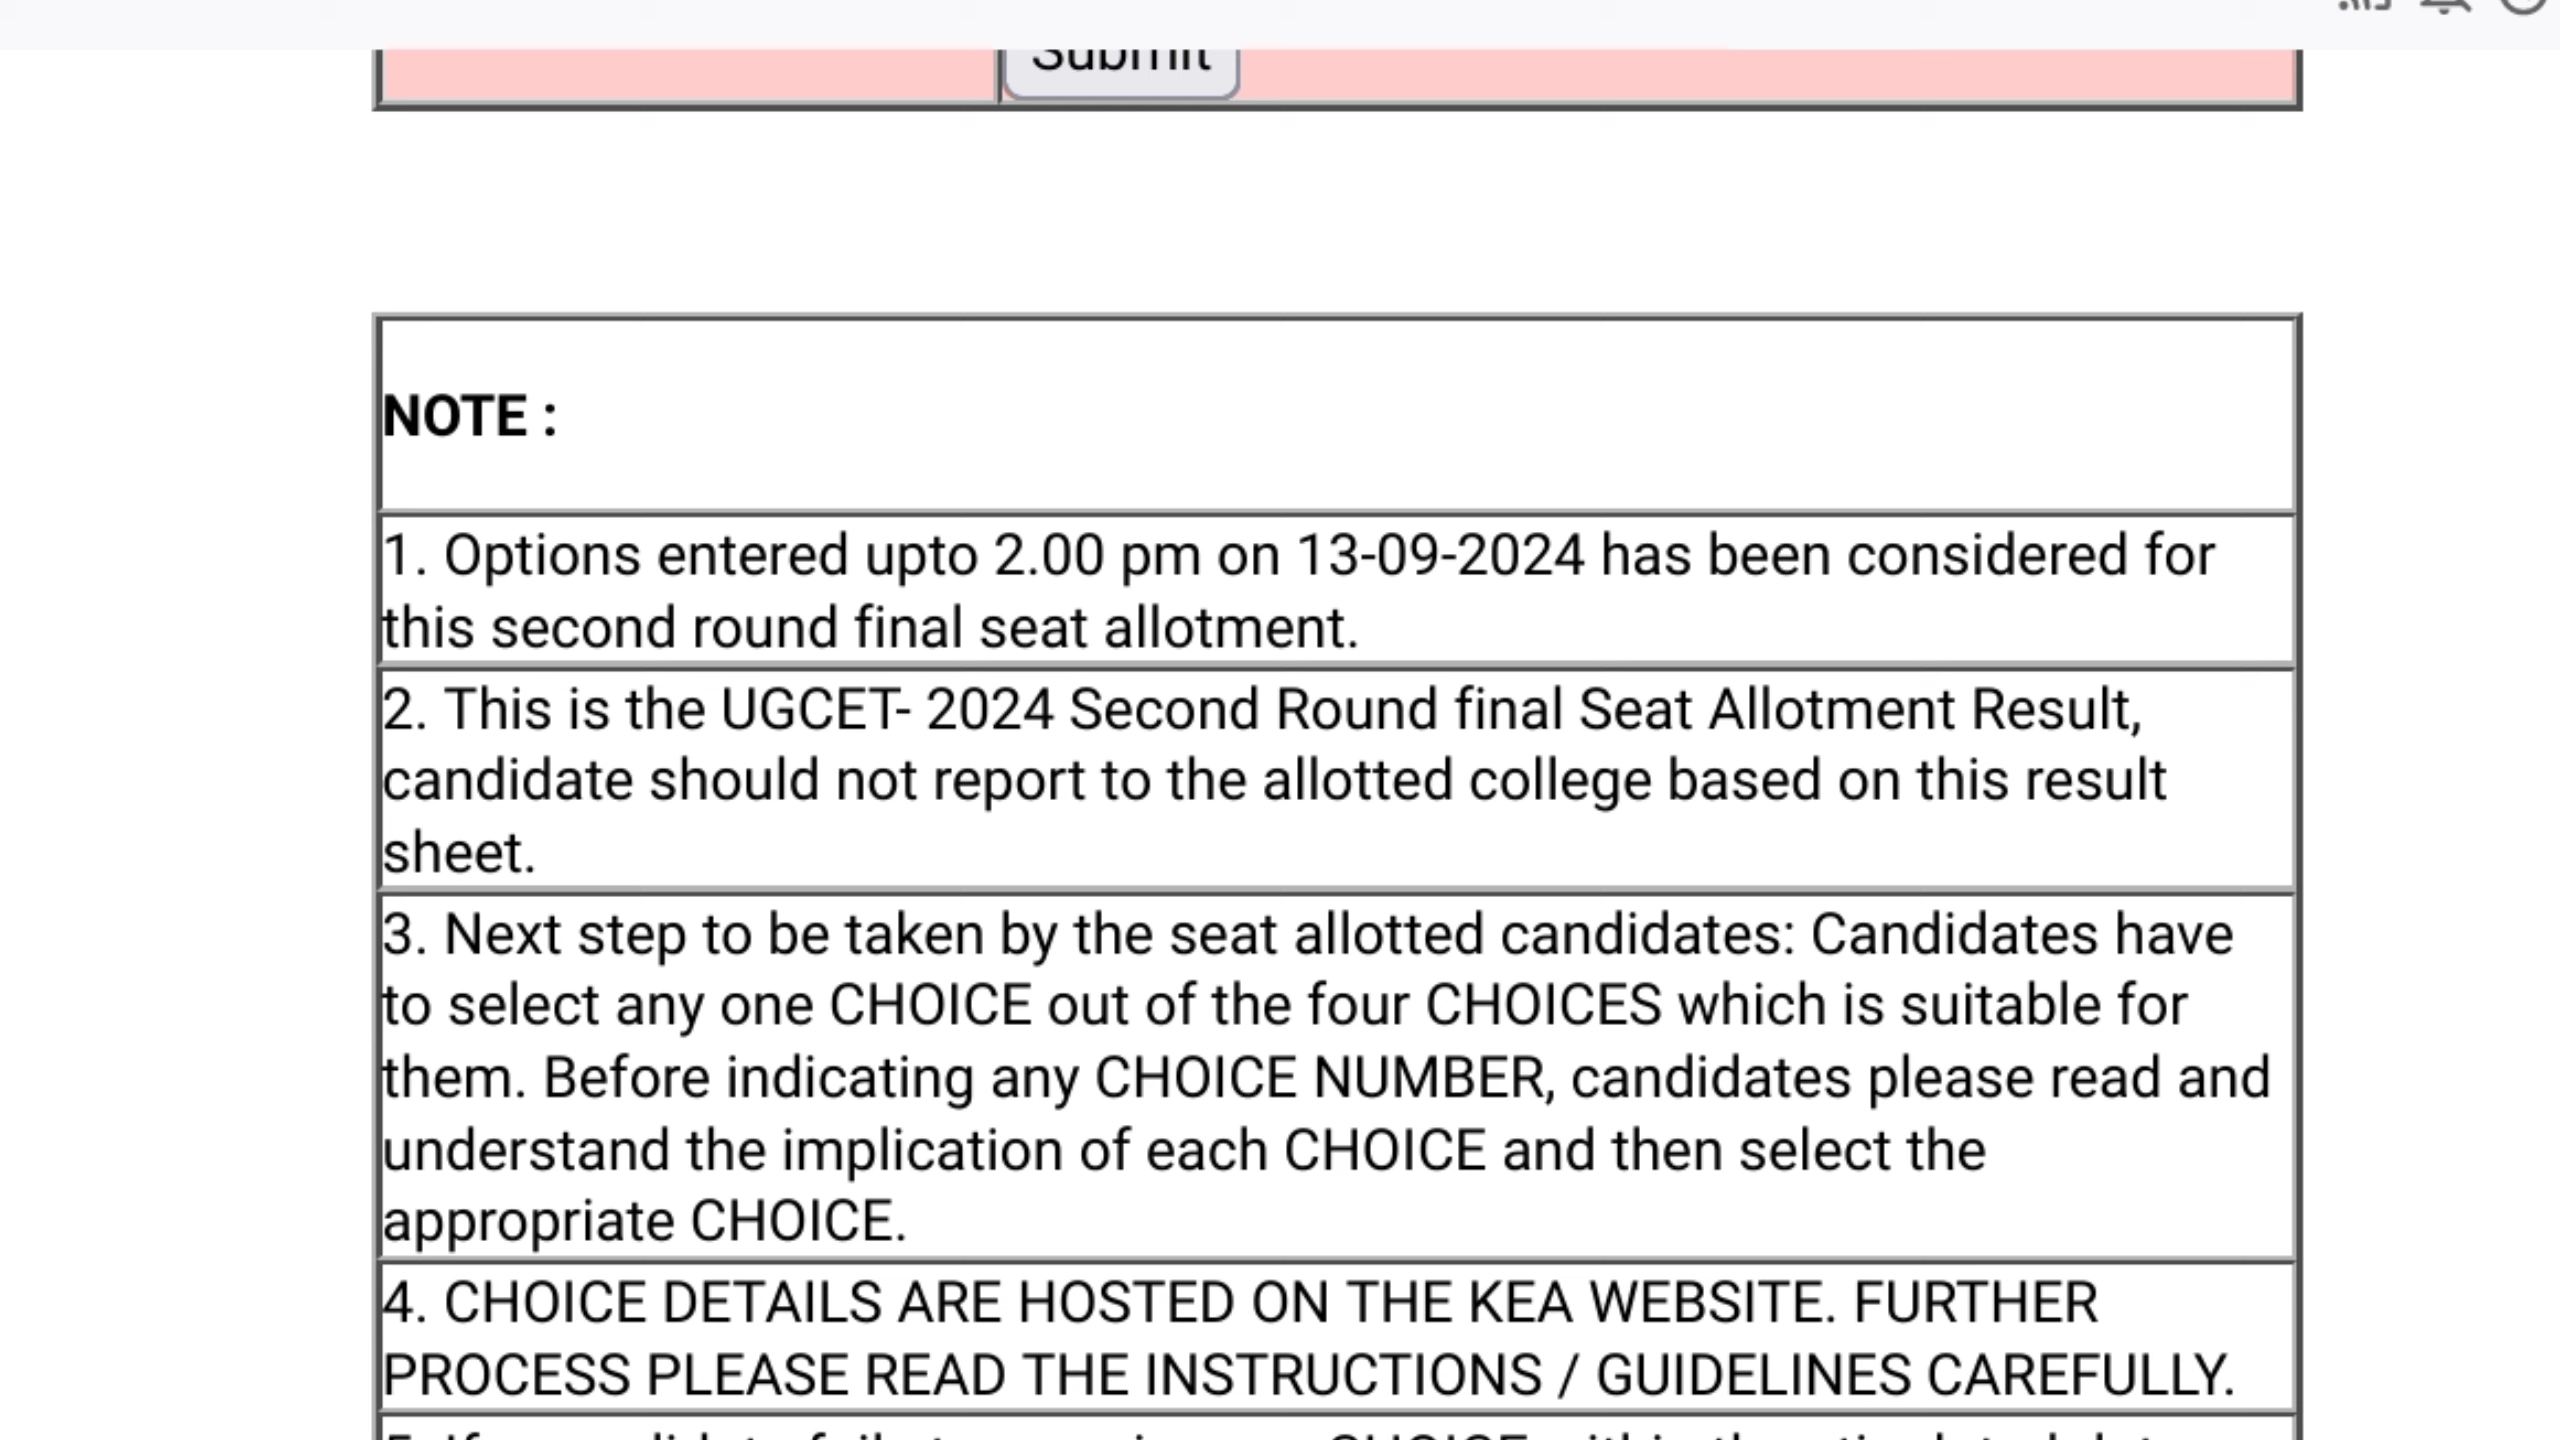 Submit
NOTE :
1. Options entered upto 2.00 pm on 13-09-2024 has been considered for
this second round final seat allotment.
2. This is the UGCET- 2024 Second Round final Seat Allotment Result,
candidate should not report to the allotted college based on this result
sheet.
3. Next step to be taken by the seat allotted candidates: Candidates have
to select any one CHOICE out of the four CHOICES which is suitable for
them. Before indicating any CHOICE NUMBER, candidates please read and
understand the implication of each CHOICE and then select the
appropriate CHOICE.
4. CHOICE DETAILS ARE HOSTED ON THE KEA WEBSITE. FURTHER
PROCESS PLEASE READ THE INSTRUCTIONS / GUIDELINES CAREFULLY.